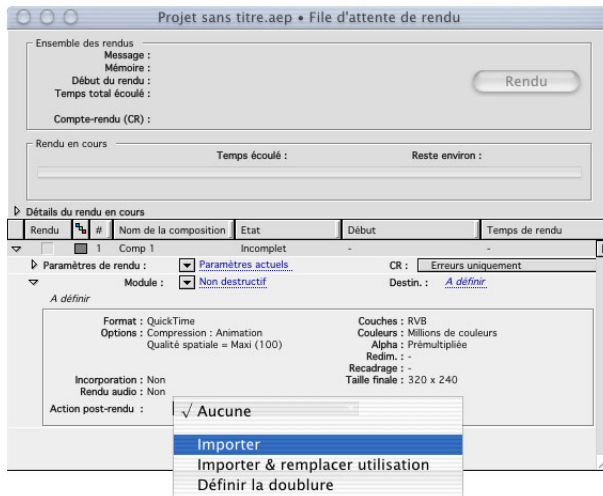 Projet sans titre.aep • File d'attente de rendu
Ensemble des rendus
Message :
Mémoire :
Début du rendu :
Temps total écoulé :
Rendu
Compte-rendu (CR) :
Rendu en cours
Temps écoulé : Reste environ :
Détails du rendu en cours
Rendu # Nom de la composition Etat Début Temps de rendu
1 Comp 1 Incomplet - -
Paramètres de rendu : Paramètres actuels CR : Erreurs uniquement
Module : Non destructif Destin. : A définir
A définir
Format : QuickTime Couches : RVB
Options : Compression : Animation Couleurs : Millions de couleurs
Qualité spatiale = Maxi (100) Alpha : Prémultipliée
Redim. : -
Recadrage : -
Incorporation : Non Taille finale : 320 x 240
Rendu audio : Non
Action post-rendu : √ Aucune
Importer
Importer & remplacer utilisation
Définir la doublure